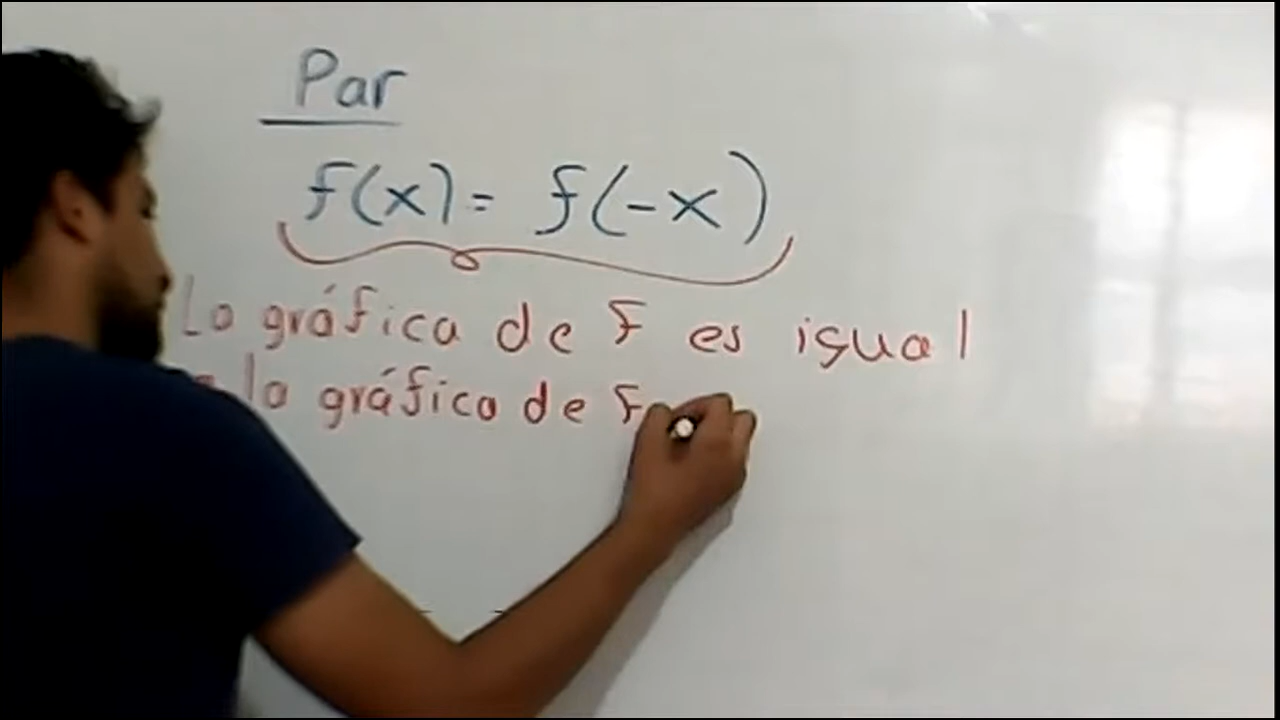 Par
f(x) = f(-x)
La gráfica de f es igual
la gráfica de f